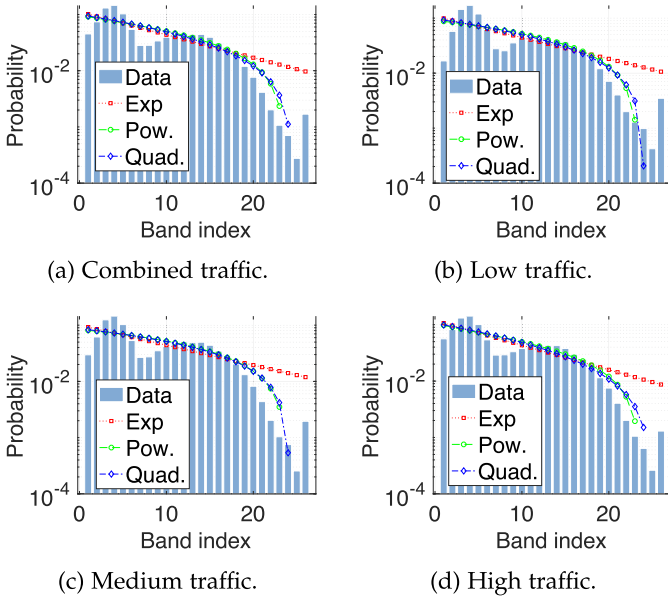 Probability
10^-2
10^-4
Data
Exp
Pow.
Quad.
0 10 20
Band index
(a) Combined traffic.
Probability
10^-2
10^-4
Data
Exp
Pow.
Quad.
0 10 20
Band index
(b) Low traffic.
Probability
10^-2
10^-4
Data
Exp
Pow.
Quad.
0 10 20
Band index
(c) Medium traffic.
Probability
10^-2
10^-4
Data
Exp
Pow.
Quad.
0 10 20
Band index
(d) High traffic.